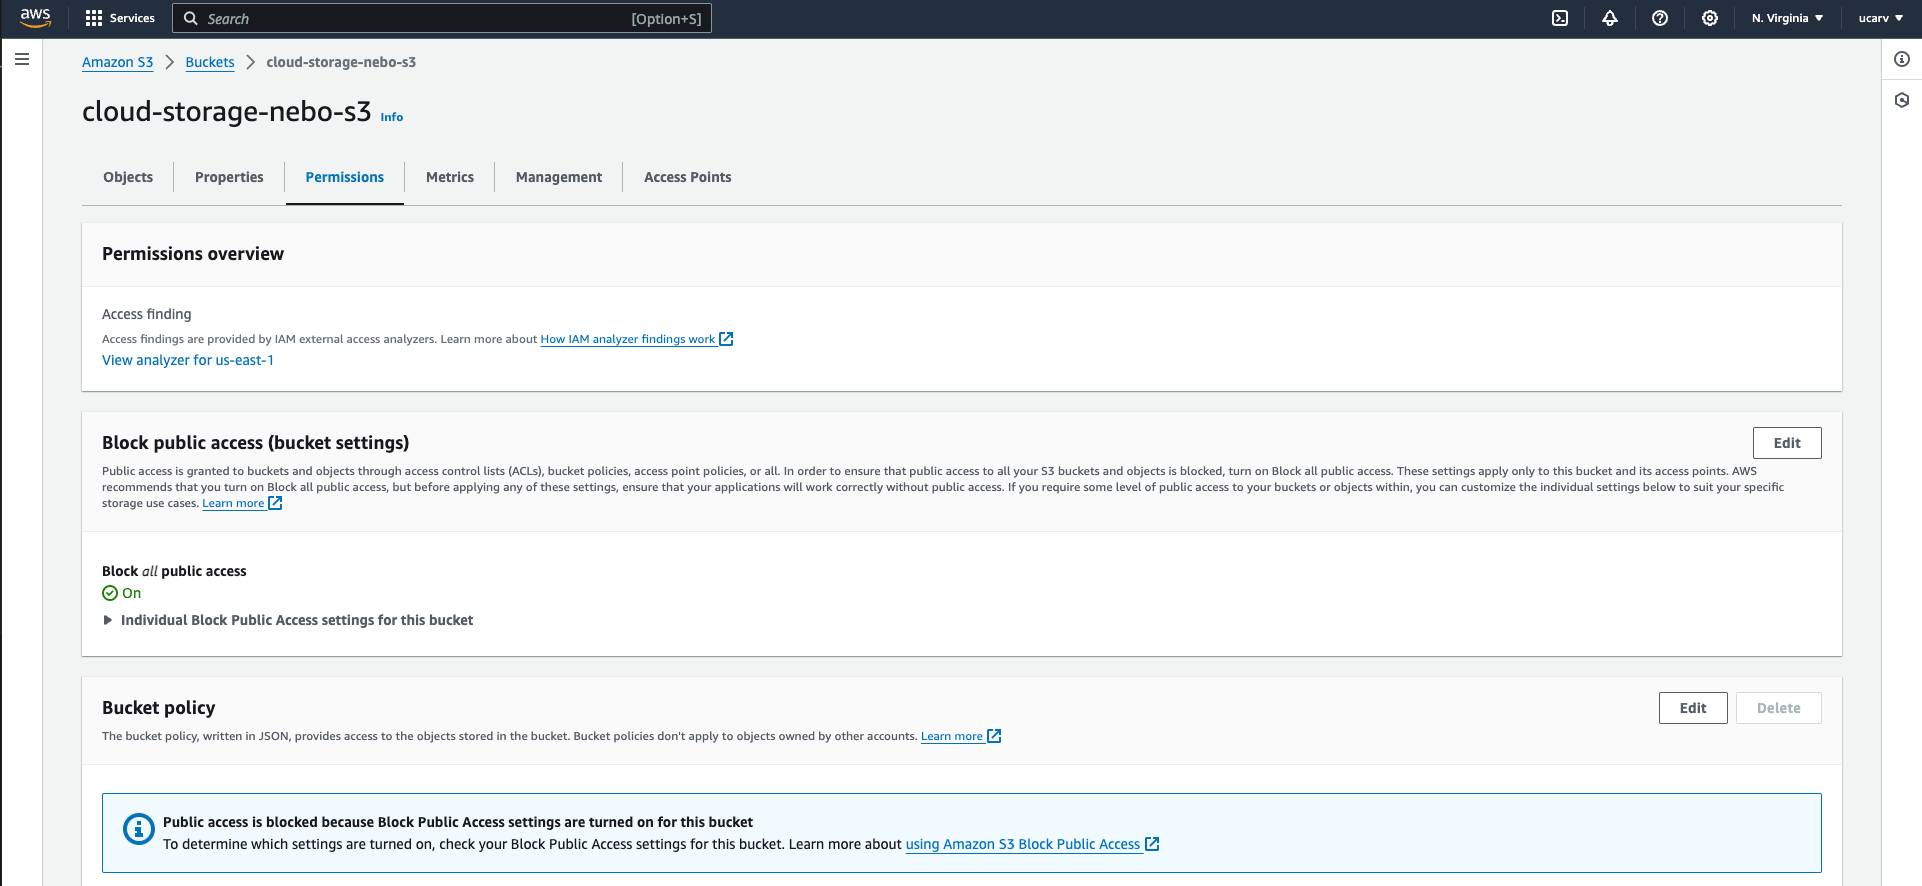 aws
Services
Search
[Option+S]
N. Virginia
ucarv
Amazon S3
Buckets
cloud-storage-nebo-s3
cloud-storage-nebo-s3 Info
Objects
Properties
Permissions
Metrics
Management
Access Points
Permissions overview
Access finding
Access findings are provided by IAM external access analyzers. Learn more about How IAM analyzer findings work
View analyzer for us-east-1
Block public access (bucket settings)
Edit
Public access is granted to buckets and objects through access control lists (ACLs), bucket policies, access point policies, or all. In order to ensure that public access to all your S3 buckets and objects is blocked, turn on Block all public access. These settings apply only to this bucket and its access points. AWS
recommends that you turn on Block all public access, but before applying any of these settings, ensure that your applications will work correctly without public access. If you require some level of public access to your buckets or objects within, you can customize the individual settings below to suit your specific
storage use cases. Learn more
Block all public access
On
Individual Block Public Access settings for this bucket
Bucket policy
Edit
Delete
The bucket policy, written in JSON, provides access to the objects stored in the bucket. Bucket policies don't apply to objects owned by other accounts. Learn more
Public access is blocked because Block Public Access settings are turned on for this bucket
To determine which settings are turned on, check your Block Public Access settings for this bucket. Learn more about using Amazon S3 Block Public Access